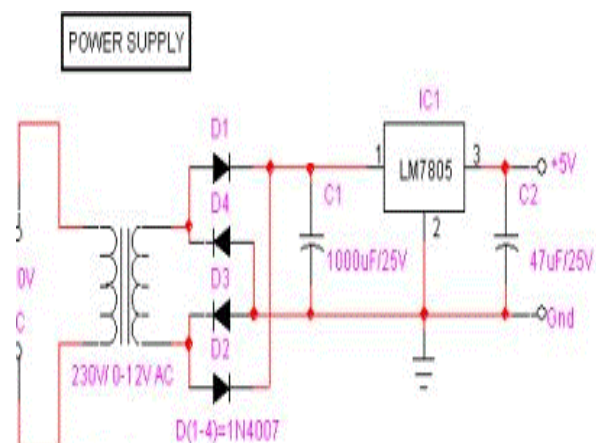 POWER SUPPLY
IC1
D1
1
LM7805
3
+5V
D4
C1
C2
2
1000uF/25V
47uF/25V
0V
D3
C
Gnd
D2
230V/ 0-12V AC
D(1-4)=1N4007